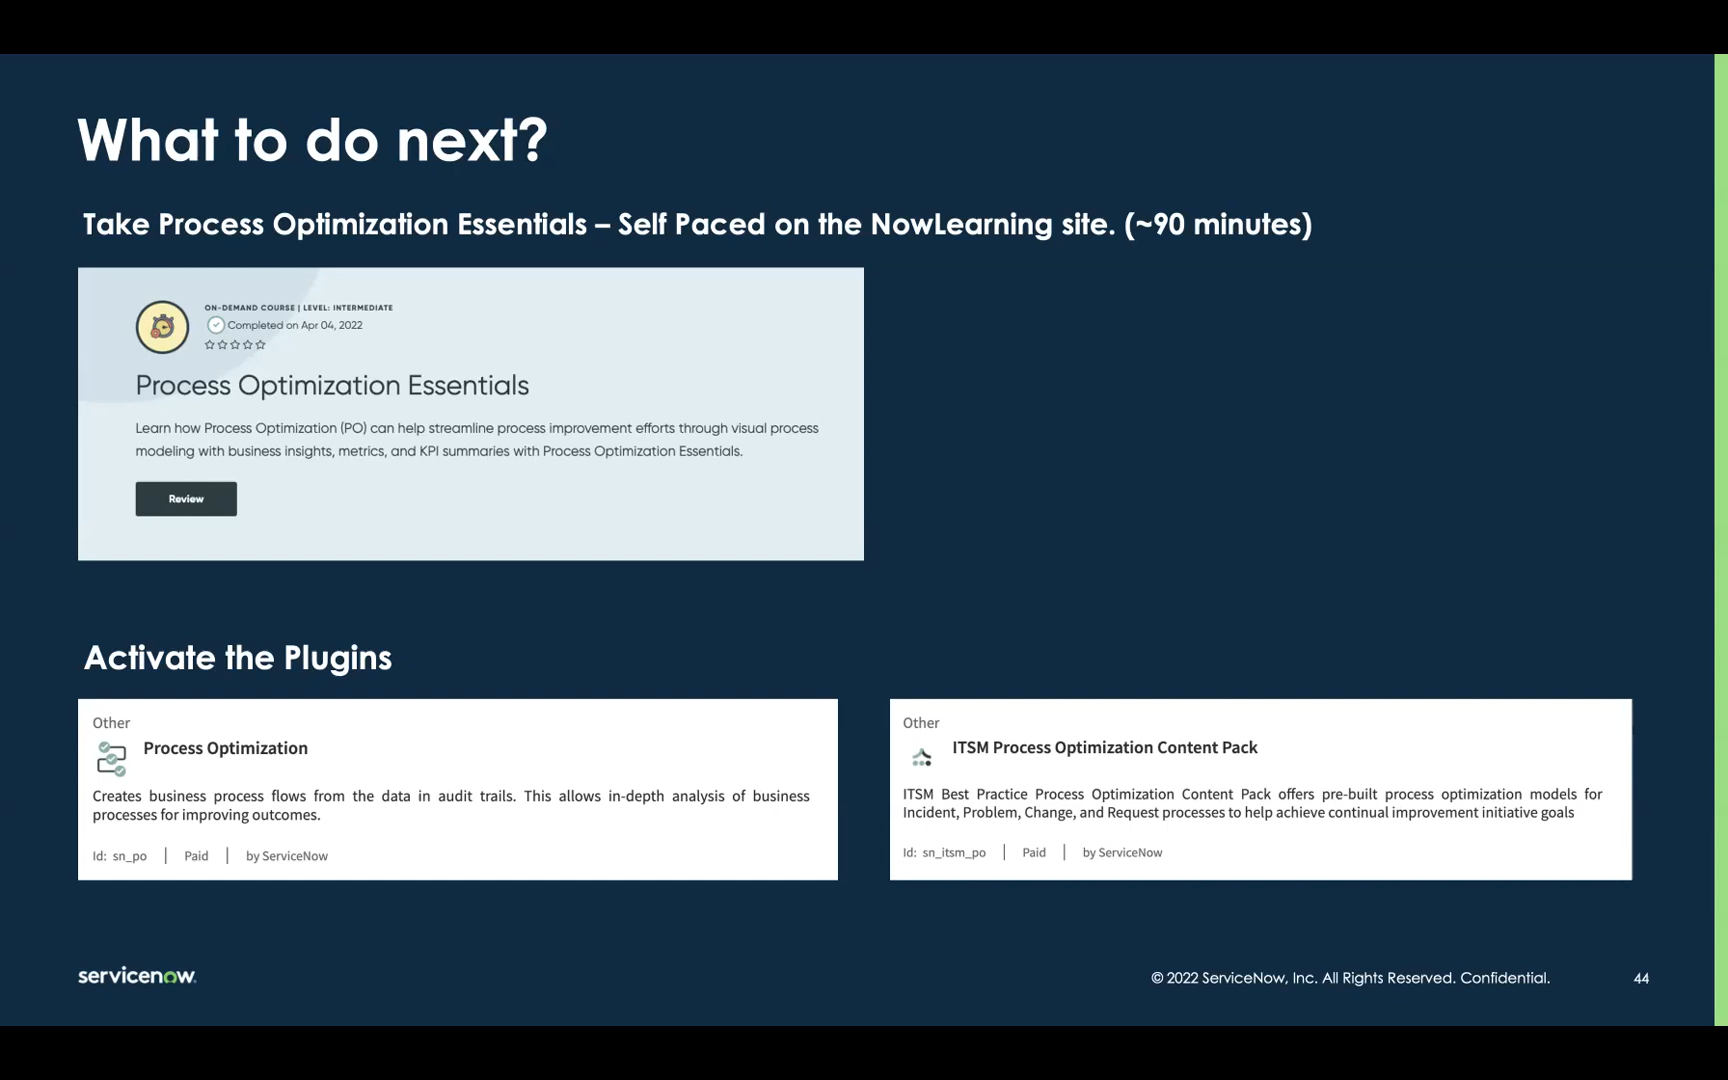 What to do next?
Take Process Optimization Essentials – Self Paced on the NowLearning site. (~90 minutes)
ON-DEMAND COURSE | LEVEL: INTERMEDIATE
Completed on Apr 04, 2022
Process Optimization Essentials
Learn how Process Optimization (PO) can help streamline process improvement efforts through visual process
modeling with business insights, metrics, and KPI summaries with Process Optimization Essentials.
Review
Activate the Plugins
Other
Process Optimization
Creates business process flows from the data in audit trails. This allows in-depth analysis of business
processes for improving outcomes.
Id: sn_po | Paid | by ServiceNow
Other
ITSM Process Optimization Content Pack
ITSM Best Practice Process Optimization Content Pack offers pre-built process optimization models for
Incident, Problem, Change, and Request processes to help achieve continual improvement initiative goals
Id: sn_itsm_po | Paid | by ServiceNow
servicenow.
© 2022 ServiceNow, Inc. All Rights Reserved. Confidential.
44